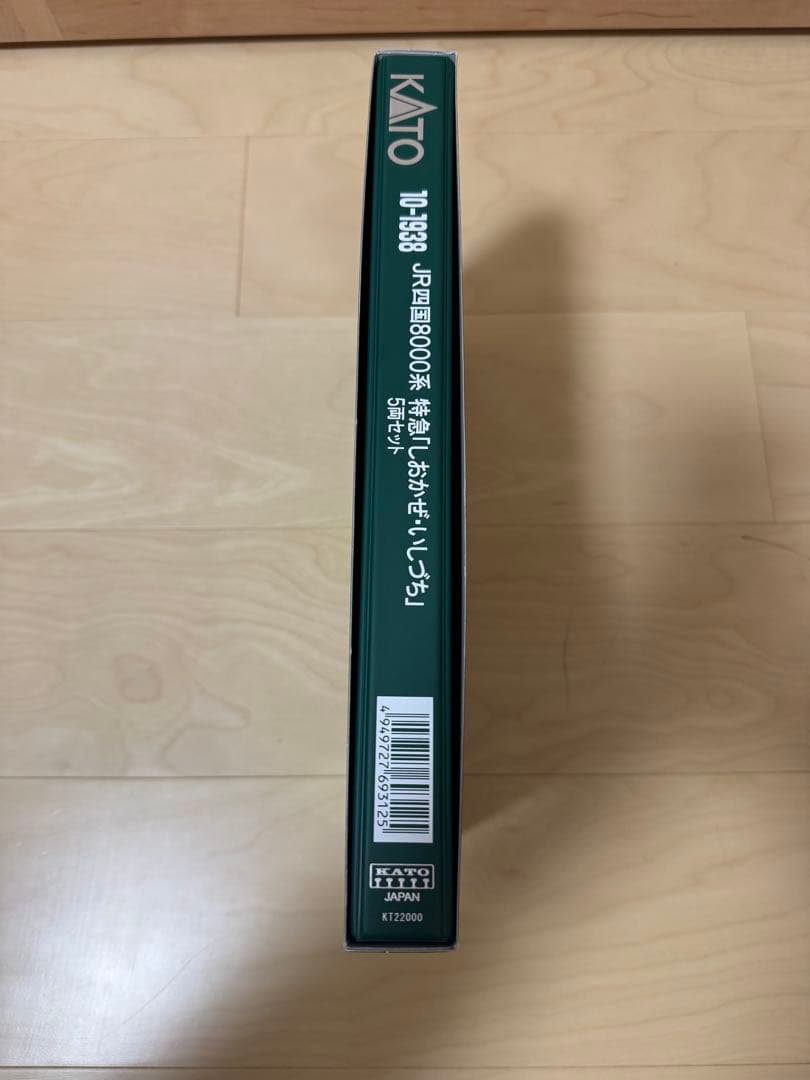 KATO
10-1938
JR四国8000系 特急「しおかぜ・いしづち」
5両セット
4949727693125
KATO
JAPAN
KT22000